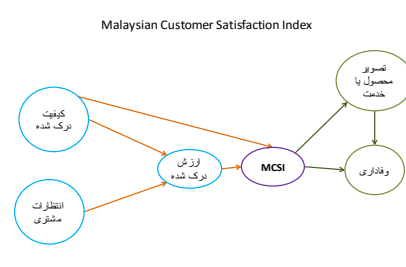 Malaysian Customer Satisfaction Index
تصویر
محصول یا
خدمت
کیفیت
درک شده
ارزش
درک شده
MCSI
وفاداری
انتظارات
مشتری